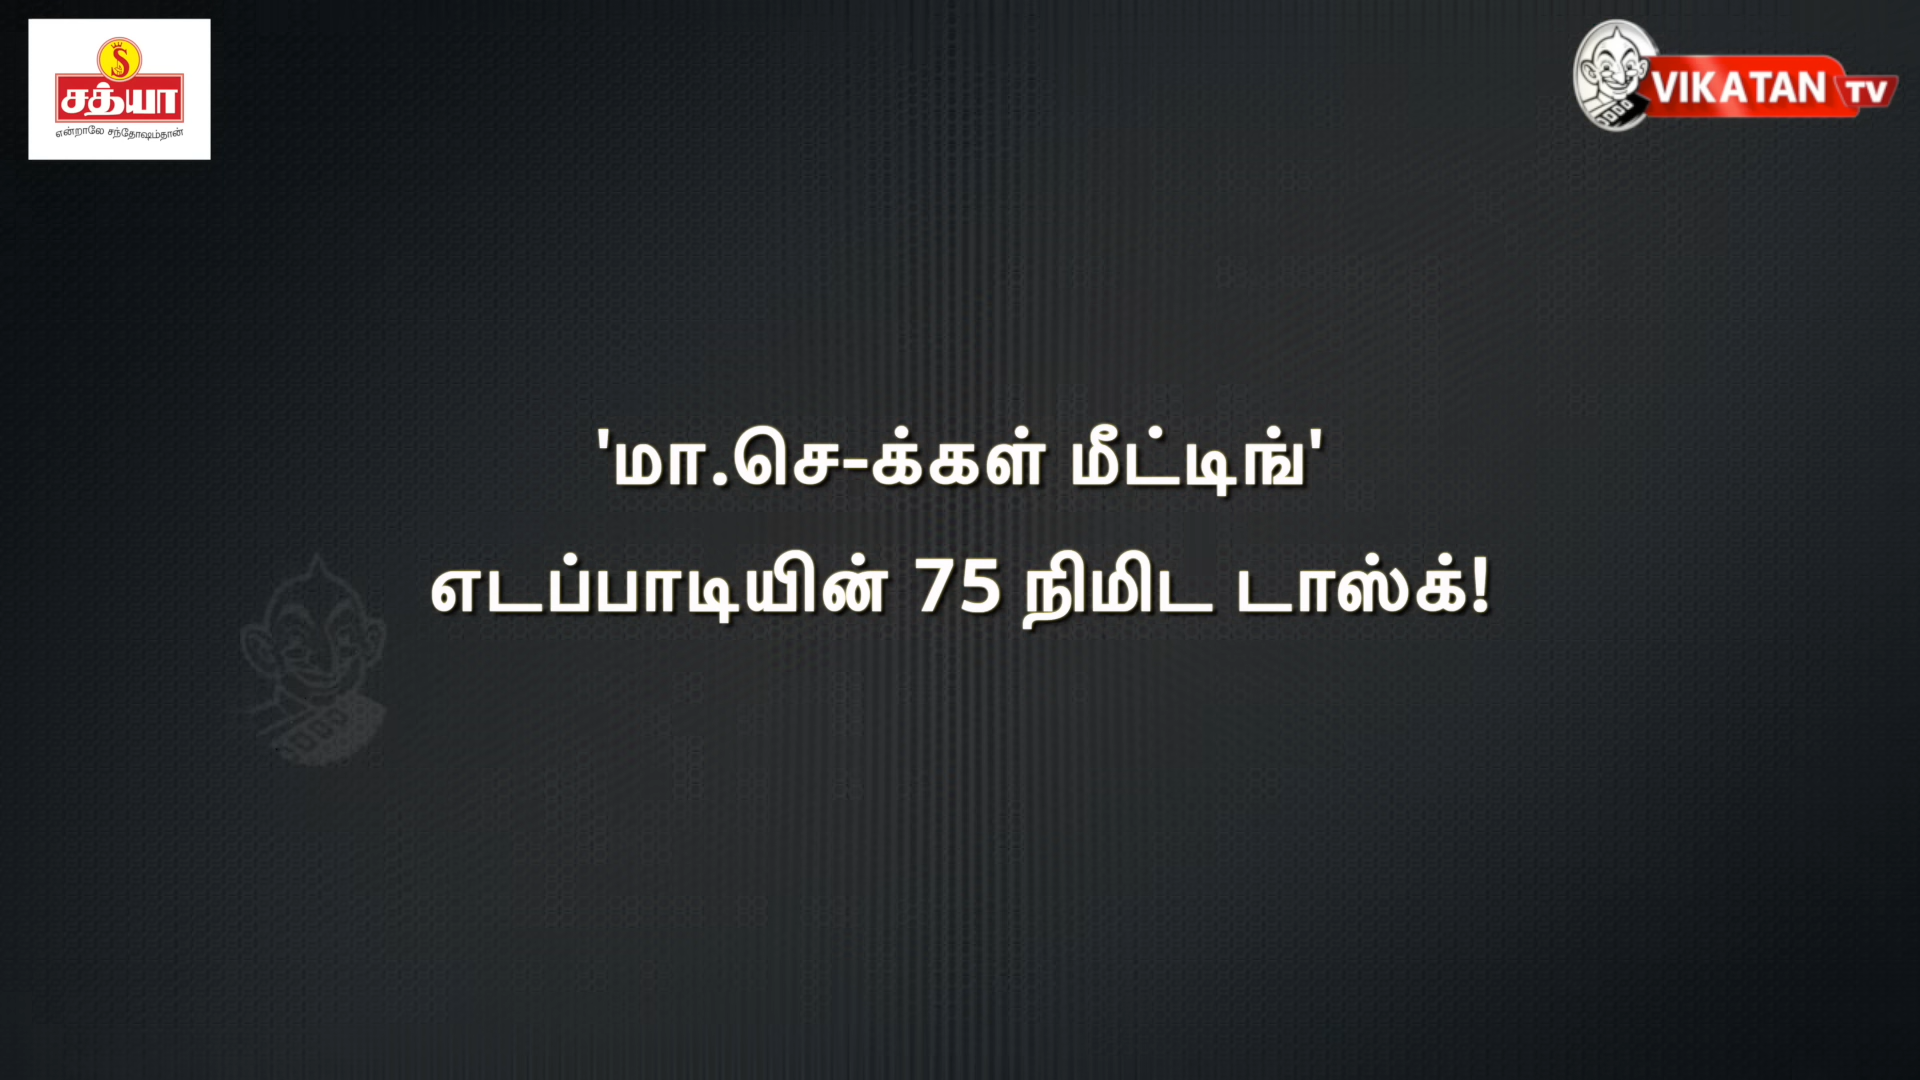 சத்யா
என்றாலே சந்தோஷம்தான்
VIKATAN TV
'மா.செ-க்கள் மீட்டிங்'
எடப்பாடியின் 75 நிமிட டாஸ்க்!